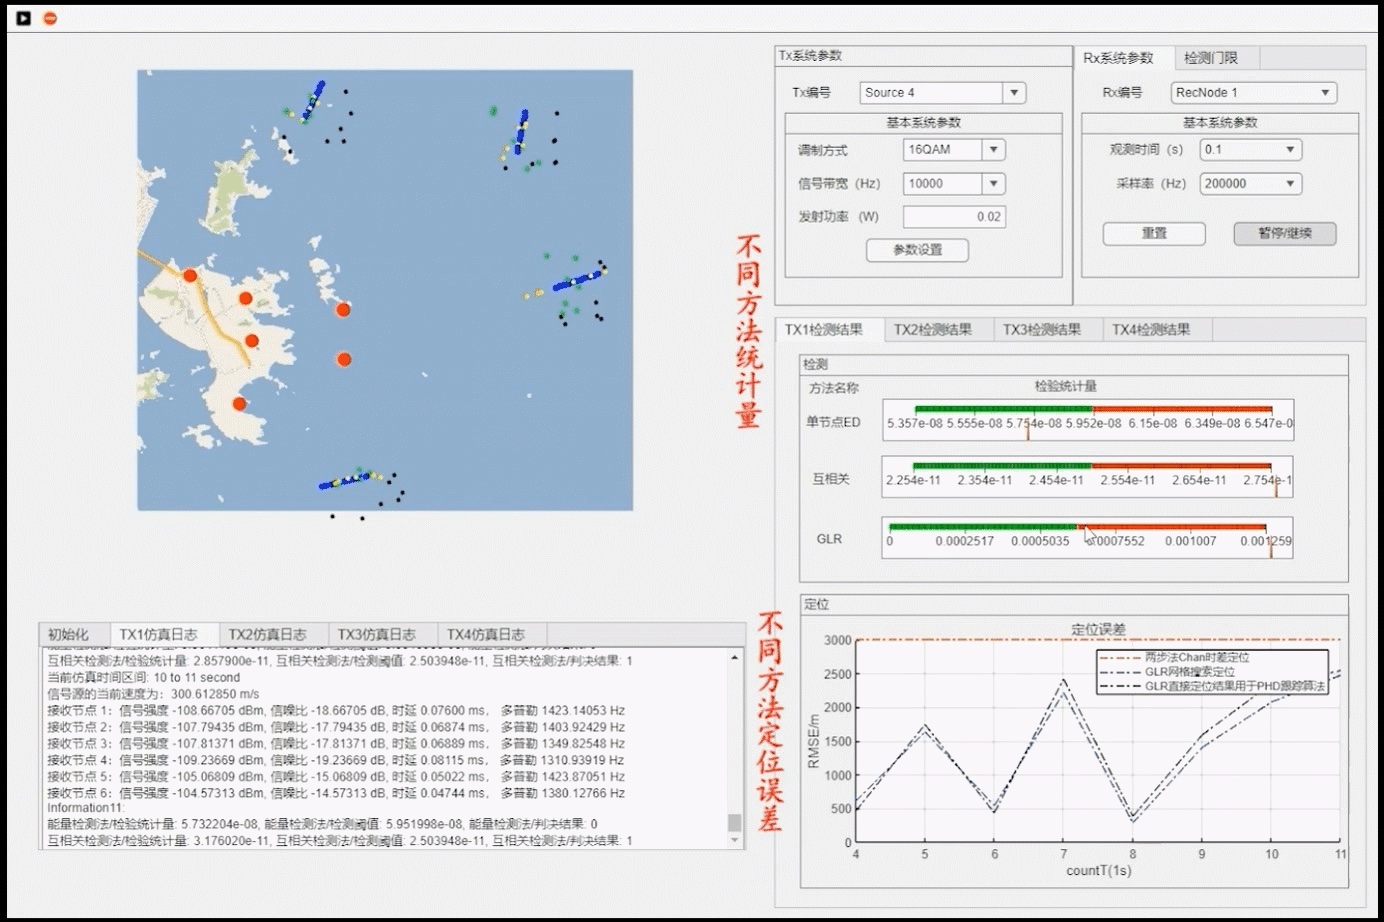 Tx系统参数
Tx编号
Source 4
基本系统参数
调制方式
16QAM
信号带宽 (Hz)
10000
发射功率 (W)
0.02
参数设置
Rx系统参数
检测门限
Rx编号
RecNode 1
基本系统参数
观测时间 (s)
0.1
采样率 (Hz)
200000
重置
暂停/继续
不同方法统计量
TX1检测结果 TX2检测结果 TX3检测结果 TX4检测结果
检测
方法名称 检验统计量
单节点ED
5.357e-08 5.555e-08 5.754e-08 5.952e-08 6.15e-08 6.349e-08 6.547e-0
互相关
2.254e-11 2.354e-11 2.454e-11 2.554e-11 2.654e-11 2.754e-1
GLR
0 0.0002517 0.0005035 0.0007552 0.001007 0.001259
不同方法定位误差
定位
定位误差
两步法Chan时差定位
GLR网格搜索定位
GLR直接定位结果用于PHD跟踪算法
RMSE/m
3000
2500
2000
1500
1000
500
0
4 5 6 7 8 9 10 11
countT(1s)
初始化 TX1仿真日志 TX2仿真日志 TX3仿真日志 TX4仿真日志
互相关检测法/检验统计量: 2.857900e-11, 互相关检测法/检测阈值: 2.503948e-11, 互相关检测法/判决结果: 1
当前仿真时间区间: 10 to 11 second
信号源的当前速度为: 300.612850 m/s
接收节点 1: 信号强度 -108.66705 dBm, 信噪比 -18.66705 dB, 时延 0.07600 ms, 多普勒 1423.14053 Hz
接收节点 2: 信号强度 -107.79435 dBm, 信噪比 -17.79435 dB, 时延 0.06874 ms, 多普勒 1403.92429 Hz
接收节点 3: 信号强度 -107.81371 dBm, 信噪比 -17.81371 dB, 时延 0.06889 ms, 多普勒 1349.82548 Hz
接收节点 4: 信号强度 -109.23669 dBm, 信噪比 -19.23669 dB, 时延 0.08115 ms, 多普勒 1310.93919 Hz
接收节点 5: 信号强度 -105.06809 dBm, 信噪比 -15.06809 dB, 时延 0.05022 ms, 多普勒 1423.87051 Hz
接收节点 6: 信号强度 -104.57313 dBm, 信噪比 -14.57313 dB, 时延 0.04744 ms, 多普勒 1380.12766 Hz
Information11:
能量检测法/检验统计量: 5.732204e-08, 能量检测法/检测阈值: 5.951998e-08, 能量检测法/判决结果: 0
互相关检测法/检验统计量: 3.176020e-11, 互相关检测法/检测阈值: 2.503948e-11, 互相关检测法/判决结果: 1